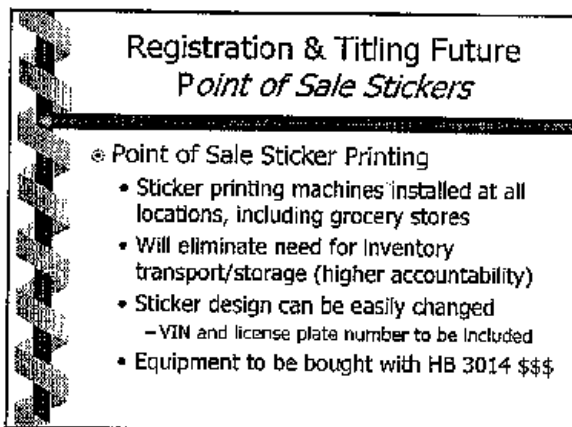 Registration & Titling Future
Point of Sale Stickers
Point of Sale Sticker Printing
• Sticker printing machines installed at all
locations, including grocery stores
• Will eliminate need for inventory
transport/storage (higher accountability)
• Sticker design can be easily changed
– VIN and license plate number to be included
• Equipment to be bought with HB 3014 $$$